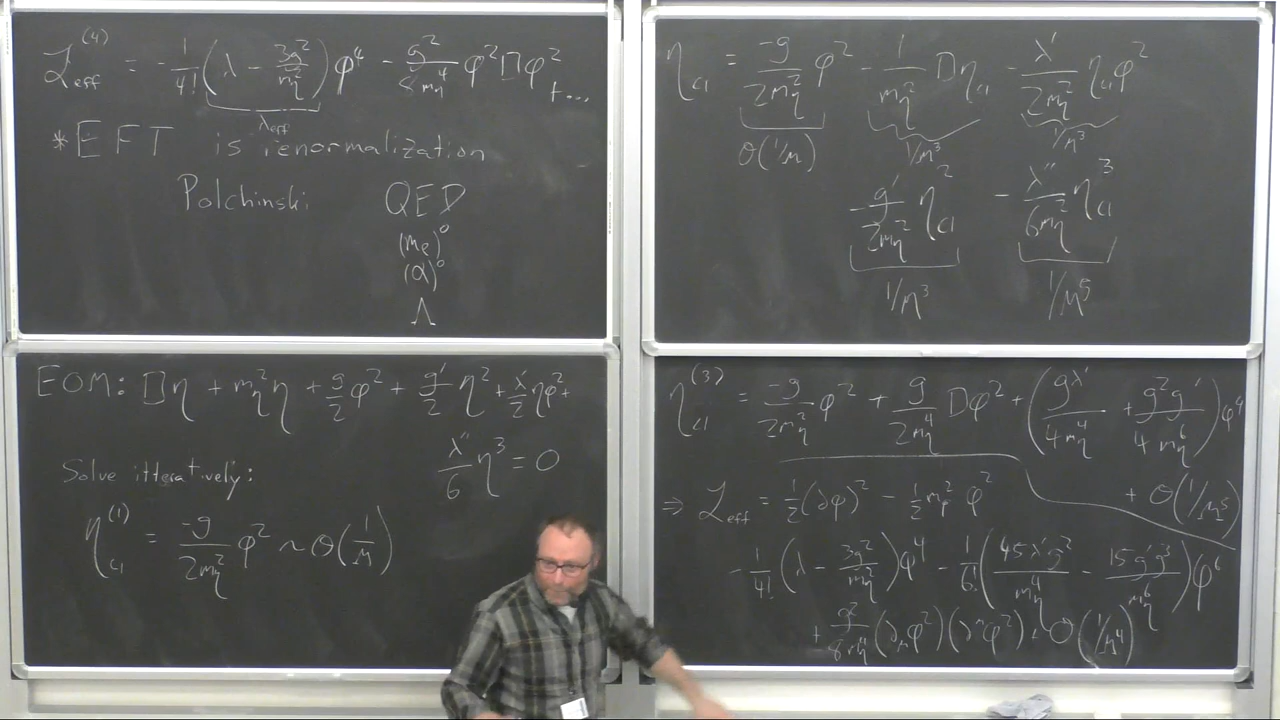 L_eff^(4) = -1/4! (λ - 3g²/m_η²) φ⁴ - g²/8m_η⁴ φ²□φ² + ...
λ_eff
*EFT is renormalization
Polchinski QED
(m_e)⁰
(α)⁰
Λ
EOM: □η + m_η²η + g/2 φ² + g'/2 η² + λ'/2 ηφ² +
λ''/6 η³ = 0
Solve itteratively:
η_cl^(1) = -g/2m_η² φ² ~ O(1/M)
η_cl = -g/2m_η² φ² - 1/m_η² □η_cl - λ'/2m_η² η_cl φ²
O(1/M) 1/M³ 1/M³
- g'/2m_η² η_cl² - λ''/6m_η² η_cl³
1/M³ 1/M⁵
η_cl^(3) = -g/2m_η² φ² + g/2m_η⁴ □φ² + (gλ'/4m_η⁴ + g²g'/4m_η⁶) φ⁴
+ O(1/M⁵)
⇒ L_eff = 1/2 (∂φ)² - 1/2 m_φ² φ²
- 1/4! (λ - 3g²/m_η²) φ⁴ - 1/6! (45λ'g²/m_η⁴ - 15g'g³/m_η⁶) φ⁶
+ g²/8m_η⁴ (∂_μφ²)(∂^μφ²) + O(1/M⁴)